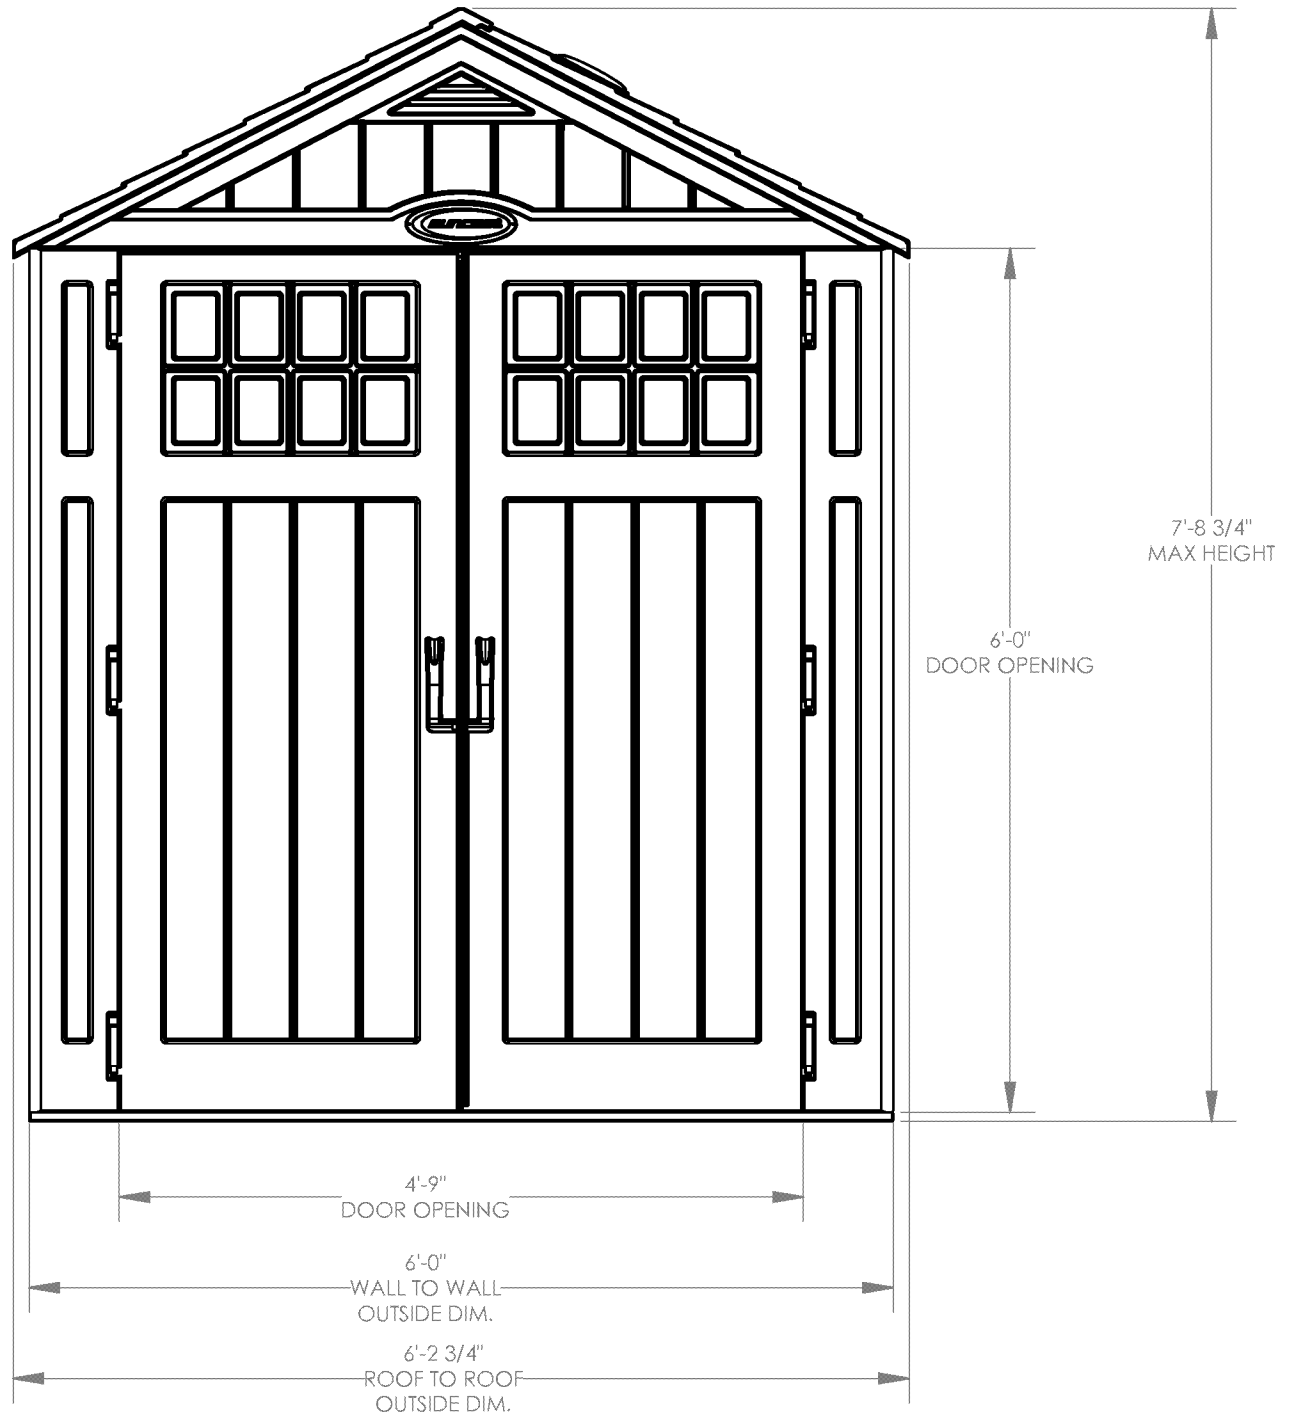 SUNCAST
7'-8 3/4"
MAX HEIGHT
6'-0"
DOOR OPENING
4'-9"
DOOR OPENING
6'-0"
WALL TO WALL
OUTSIDE DIM.
6'-2 3/4"
ROOF TO ROOF
OUTSIDE DIM.